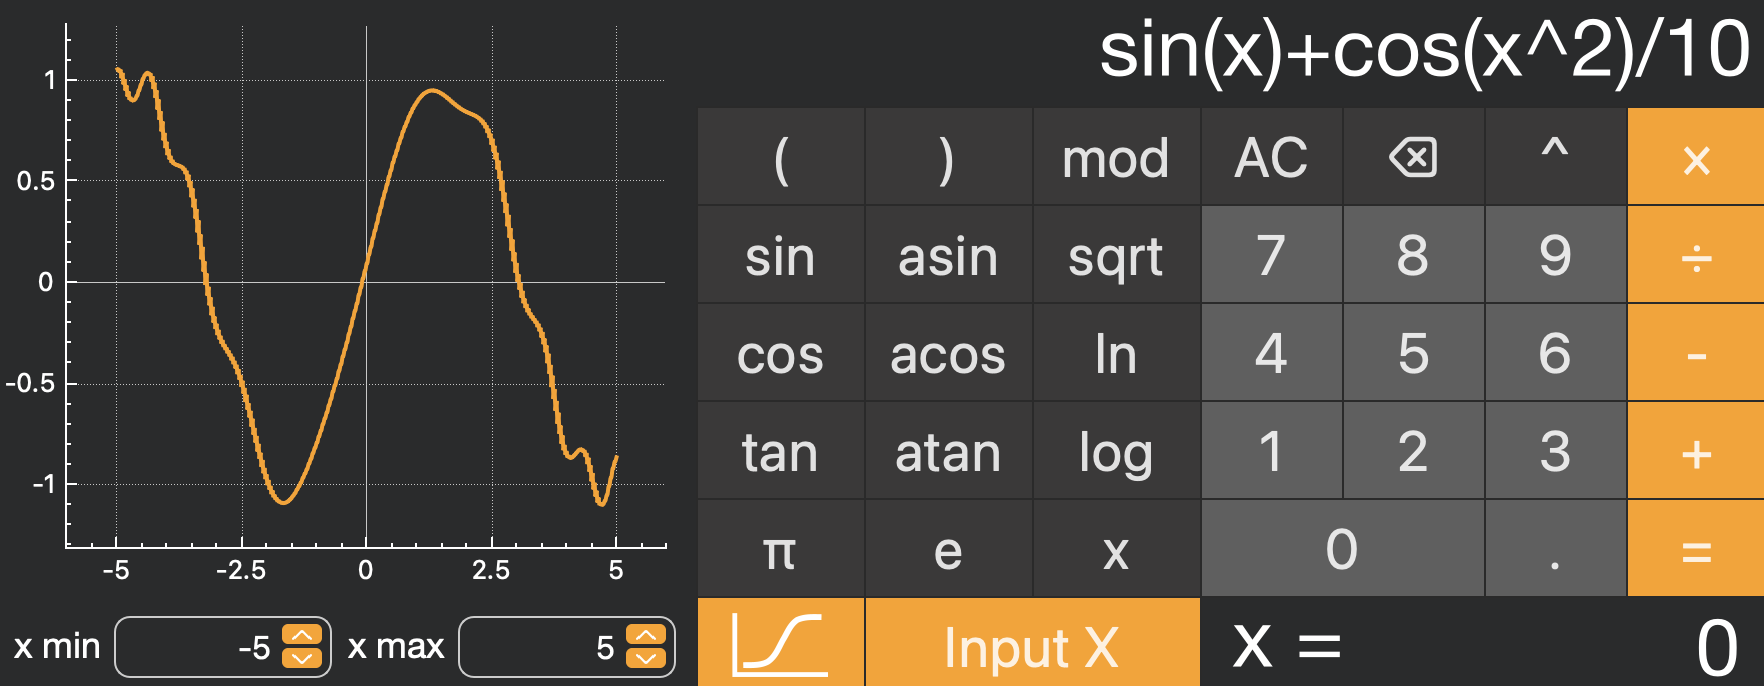 sin(x)+cos(x^2)/10
1
0.5
0
-0.5
-1
-5 -2.5 0 2.5 5
x min -5 x max 5
( ) mod AC ^ ×
sin asin sqrt 7 8 9 ÷
cos acos ln 4 5 6 -
tan atan log 1 2 3 +
π e x 0 . =
Input X x = 0